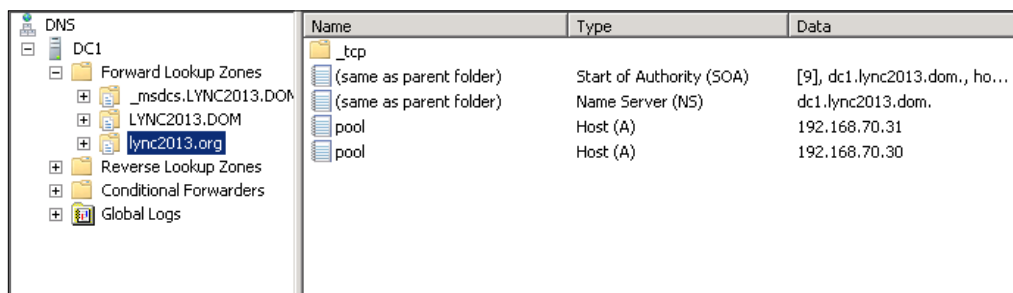 DNS
DC1
Forward Lookup Zones
_msdcs.LYNC2013.DOM
LYNC2013.DOM
lync2013.org
Reverse Lookup Zones
Conditional Forwarders
Global Logs
Name Type Data
_tcp
(same as parent folder) Start of Authority (SOA) [9], dc1.lync2013.dom., ho...
(same as parent folder) Name Server (NS) dc1.lync2013.dom.
pool Host (A) 192.168.70.31
pool Host (A) 192.168.70.30